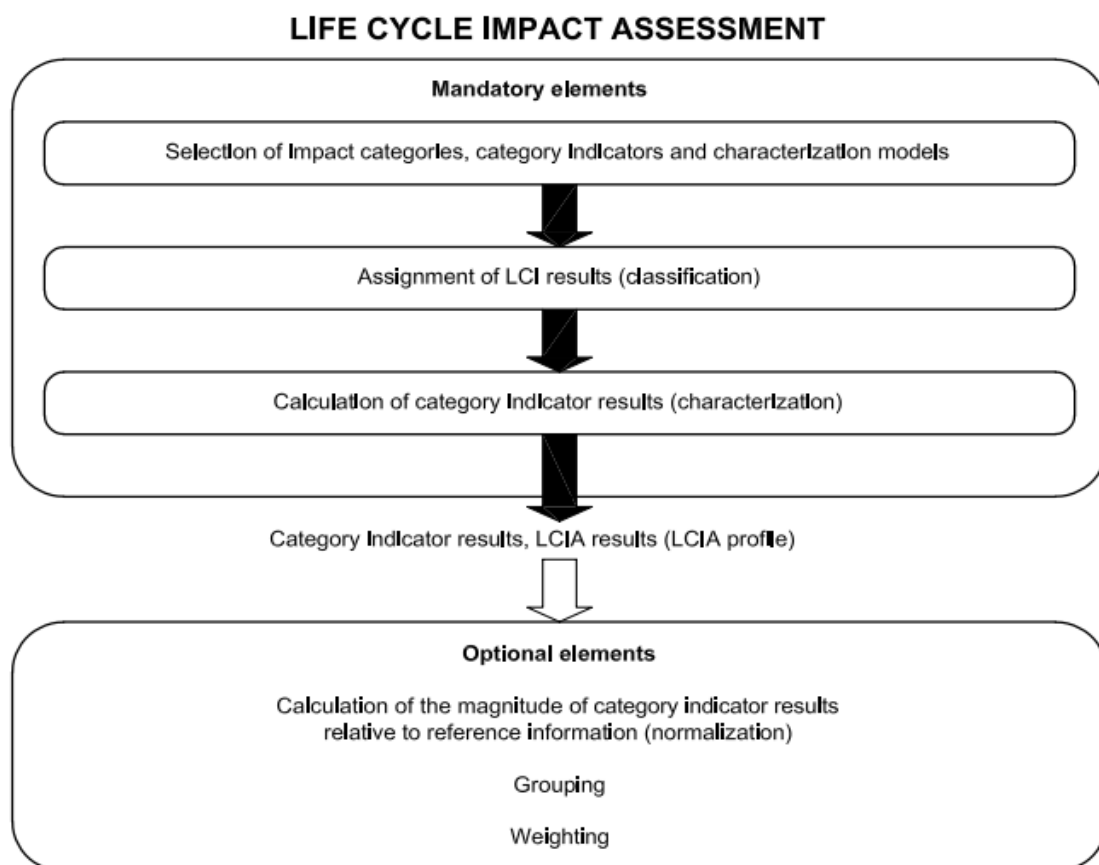 LIFE CYCLE IMPACT ASSESSMENT
Mandatory elements
Selection of impact categories, category indicators and characterization models
Assignment of LCI results (classification)
Calculation of category indicator results (characterization)
Category indicator results, LCIA results (LCIA profile)
Optional elements
Calculation of the magnitude of category indicator results
relative to reference information (normalization)
Grouping
Weighting